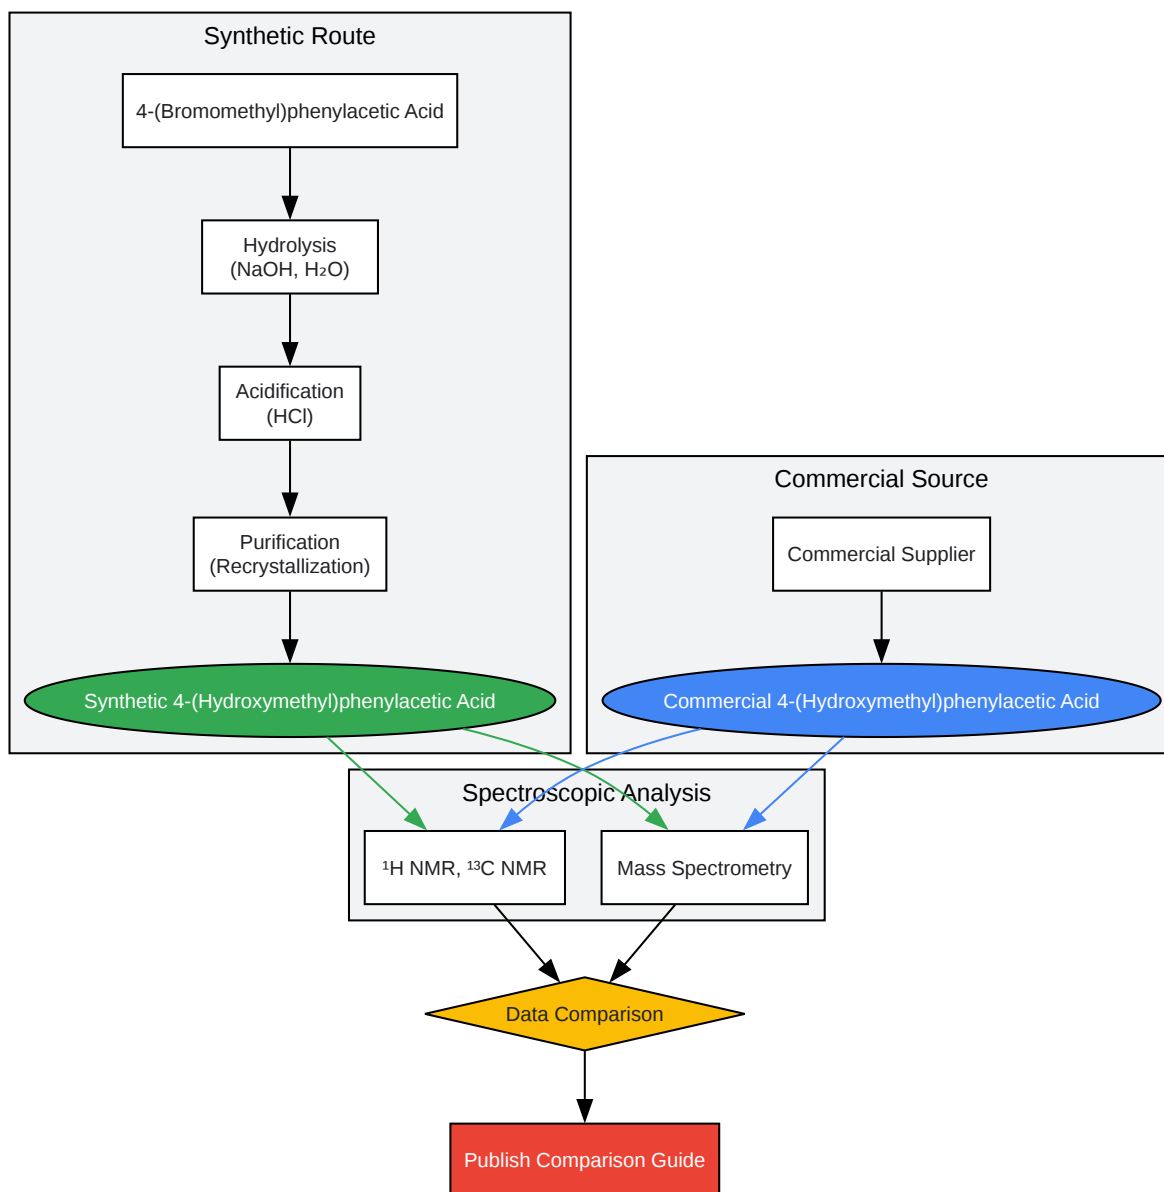 Synthetic Route
4-(Bromomethyl)phenylacetic Acid
Hydrolysis
(NaOH, H₂O)
Acidification
(HCl)
Purification
(Recrystallization)
Synthetic 4-(Hydroxymethyl)phenylacetic Acid
Commercial Source
Commercial Supplier
Commercial 4-(Hydroxymethyl)phenylacetic Acid
Spectroscopic Analysis
¹H NMR, ¹³C NMR
Mass Spectrometry
Data Comparison
Publish Comparison Guide